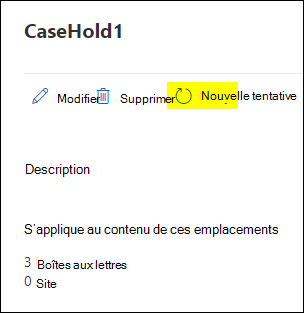 CaseHold1
Modifier Supprimer Nouvelle tentative
Description
S'applique au contenu de ces emplacements
3 Boîtes aux lettres
0 Site